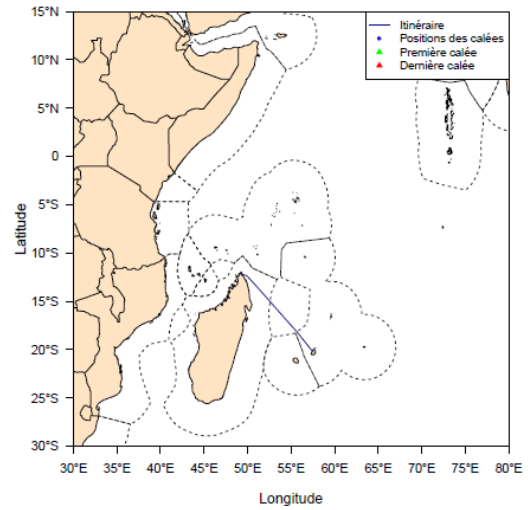 15°N
10°N
5°N
0
5°S
10°S
15°S
20°S
25°S
30°S
Latitude
Itinéraire
Positions des calées
Première calée
Dernière calée
30°E 35°E 40°E 45°E 50°E 55°E 60°E 65°E 70°E 75°E 80°E
Longitude